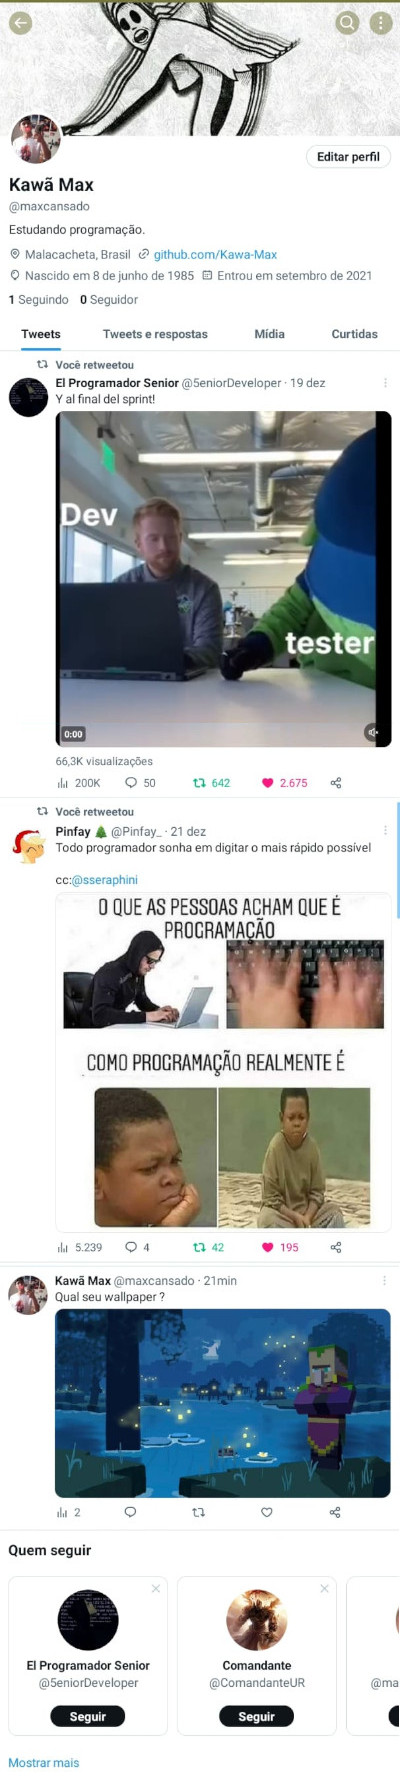 Editar perfil
Kawã Max
@maxcansado
Estudando programação.
Malacacheta, Brasil github.com/Kawa-Max
Nascido em 8 de junho de 1985 Entrou em setembro de 2021
1 Seguindo 0 Seguidor
Tweets Tweets e respostas Mídia Curtidas
Você retweetou
El Programador Senior @5eniorDeveloper · 19 dez
Y al final del sprint!
Dev
tester
0:00
66,3K visualizações
200K 50 642 2.675
Você retweetou
Pinfay @Pinfay_ · 21 dez
Todo programador sonha em digitar o mais rápido possível
cc:@sseraphini
O QUE AS PESSOAS ACHAM QUE É
PROGRAMAÇÃO
COMO PROGRAMAÇÃO REALMENTE É
5.239 4 42 195
Kawã Max @maxcansado · 21min
Qual seu wallpaper ?
2
Quem seguir
El Programador Senior
@5eniorDeveloper
Seguir
Comandante
@ComandanteUR
Seguir
@ma
Mostrar mais